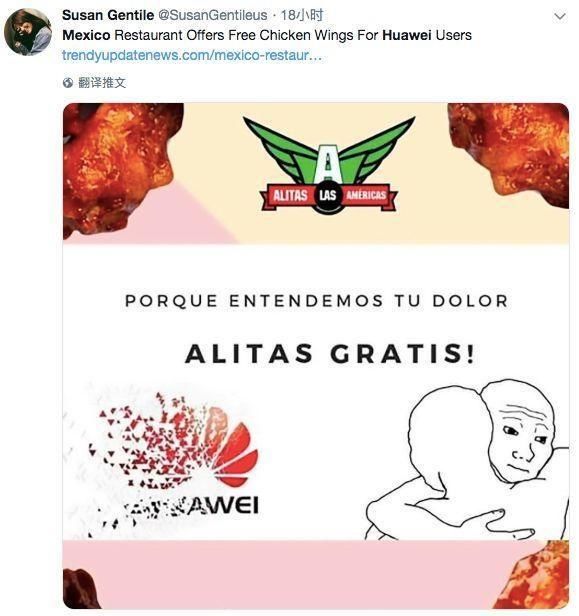 Susan Gentile @SusanGentileus · 18小时
Mexico Restaurant Offers Free Chicken Wings For Huawei Users
trendyupdatenews.com/mexico-restaur…
翻译推文
A
ALITAS LAS AMÉRICAS
PORQUE ENTENDEMOS TU DOLOR
ALITAS GRATIS!
AWEI